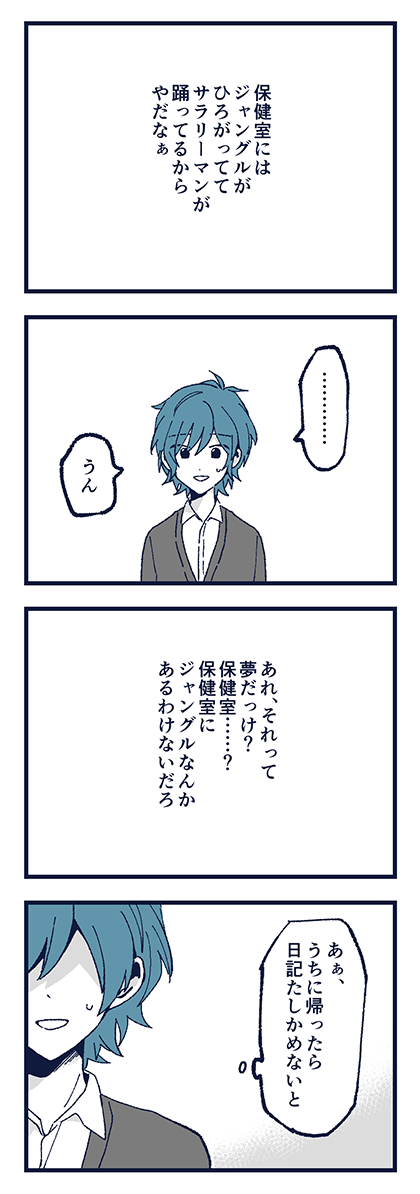 保健室には
ジャングルが
ひろがってて
サラリーマンが
踊ってるから
やだなぁ
…………
うん
あれ、それって
夢だっけ?
保健室……?
保健室に
ジャングルなんか
あるわけないだろ
あぁ、
うちに帰ったら
日記たしかめないと